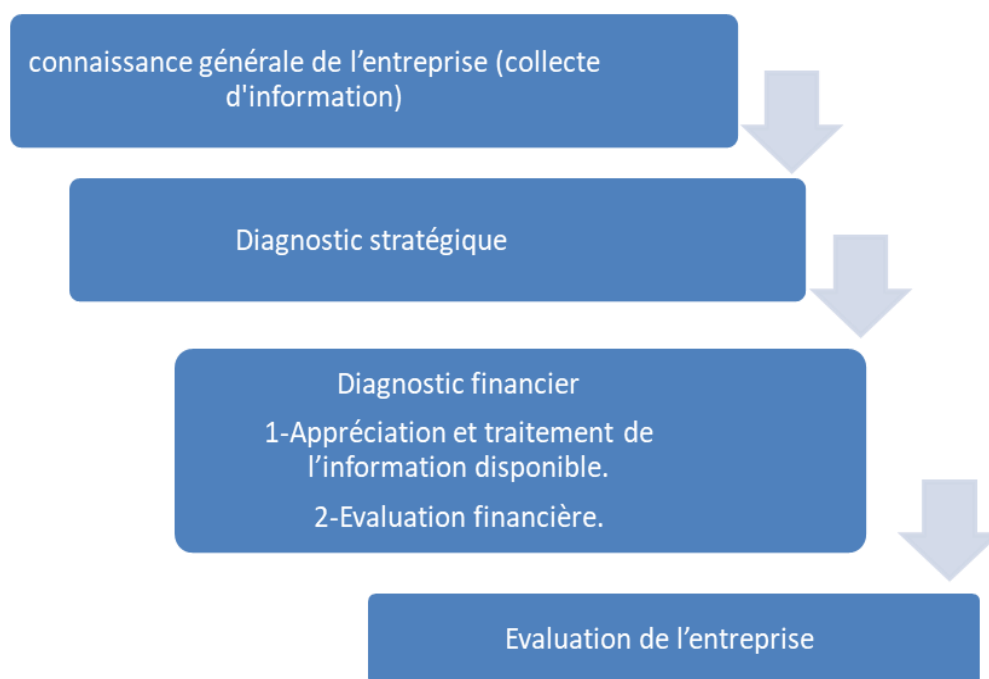 connaissance générale de l’entreprise (collecte
d'information)
Diagnostic stratégique
Diagnostic financier
1-Appréciation et traitement de
l’information disponible.
2-Evaluation financière.
Evaluation de l’entreprise